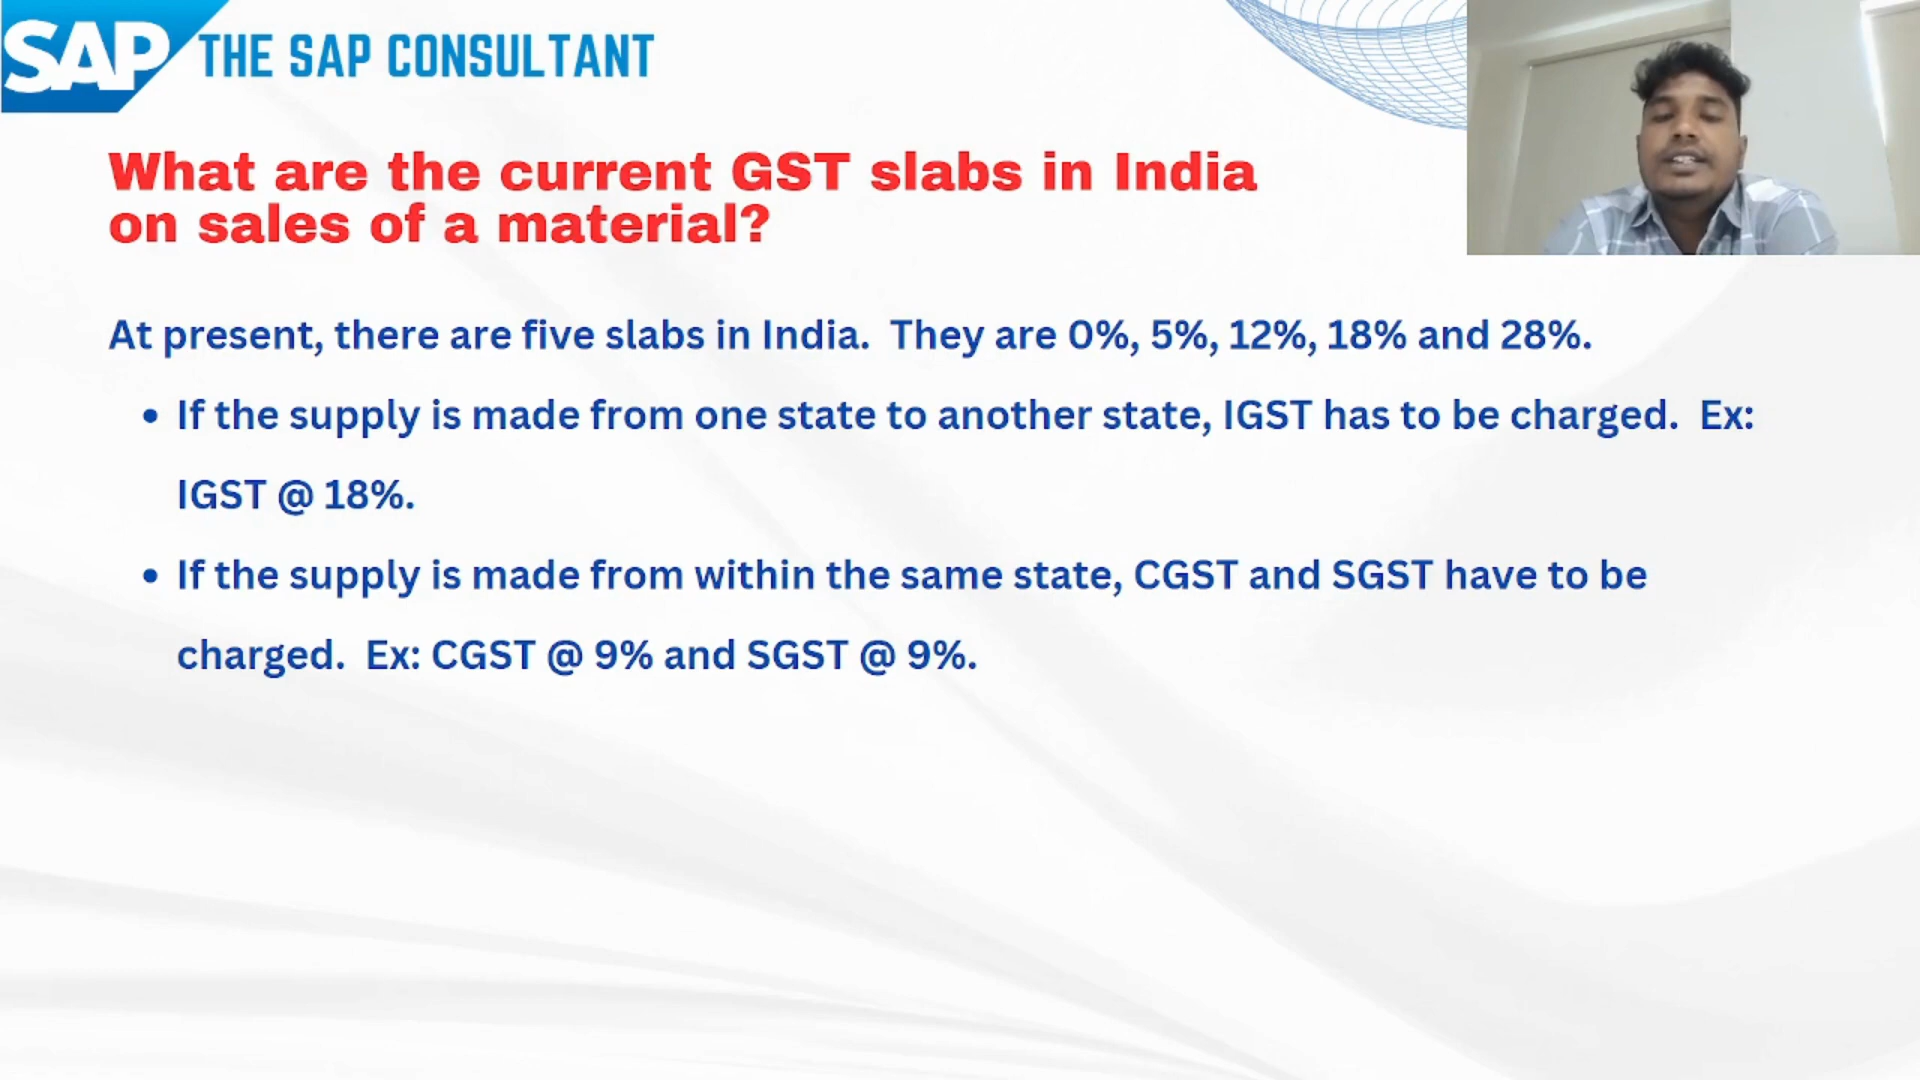 SAP THE SAP CONSULTANT
What are the current GST slabs in India
on sales of a material?
At present, there are five slabs in India. They are 0%, 5%, 12%, 18% and 28%.
• If the supply is made from one state to another state, IGST has to be charged. Ex:
IGST @ 18%.
• If the supply is made from within the same state, CGST and SGST have to be
charged. Ex: CGST @ 9% and SGST @ 9%.